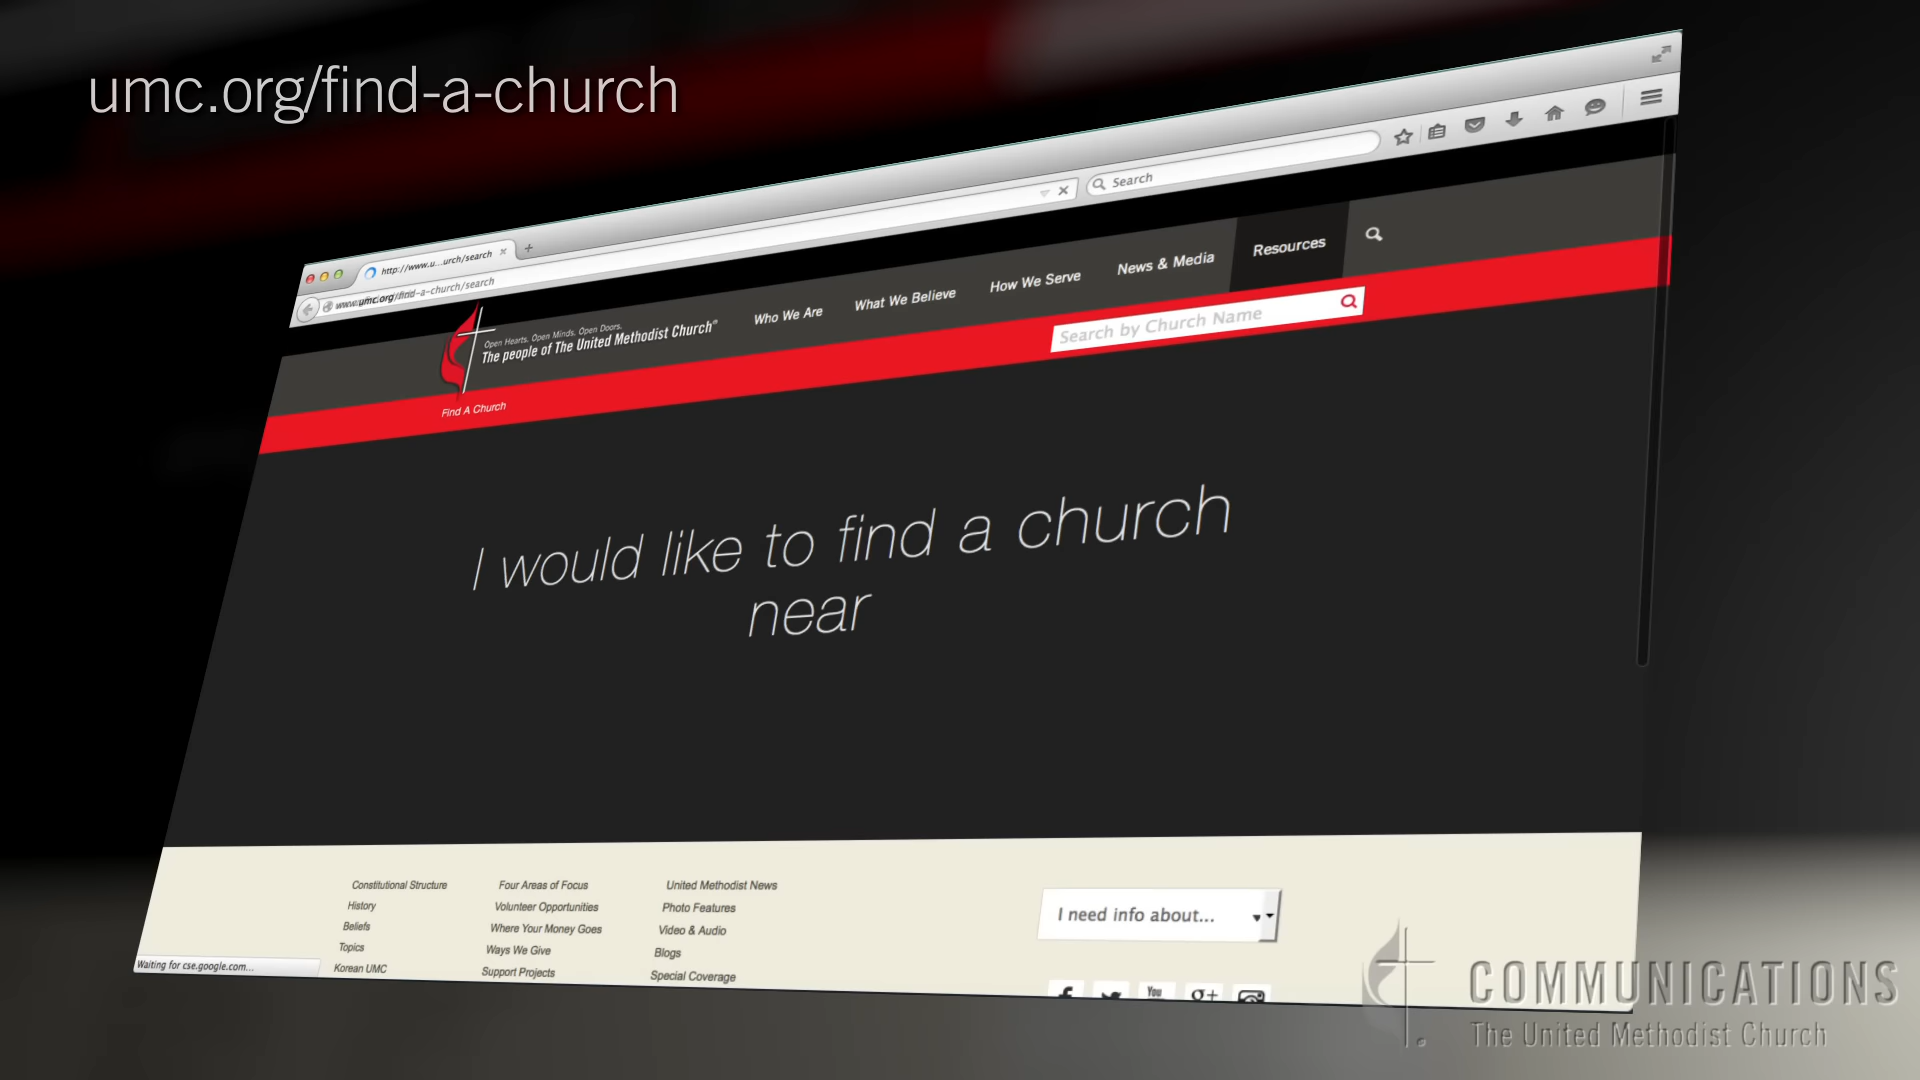 umc.org/find-a-church
http://www.u...urch/search
Search
www.umc.org/find-a-church/search
Open Hearts. Open Minds. Open Doors.
The people of The United Methodist Church®
Who We Are
What We Believe
How We Serve
News & Media
Resources
Search by Church Name
Find A Church
I would like to find a church
near
Constitutional Structure
History
Beliefs
Topics
Korean UMC
Four Areas of Focus
Volunteer Opportunities
Where Your Money Goes
Ways We Give
Support Projects
United Methodist News
Photo Features
Video & Audio
Blogs
Special Coverage
I need info about...
You
g+
Waiting for cse.google.com...
COMMUNICATIONS
The United Methodist Church